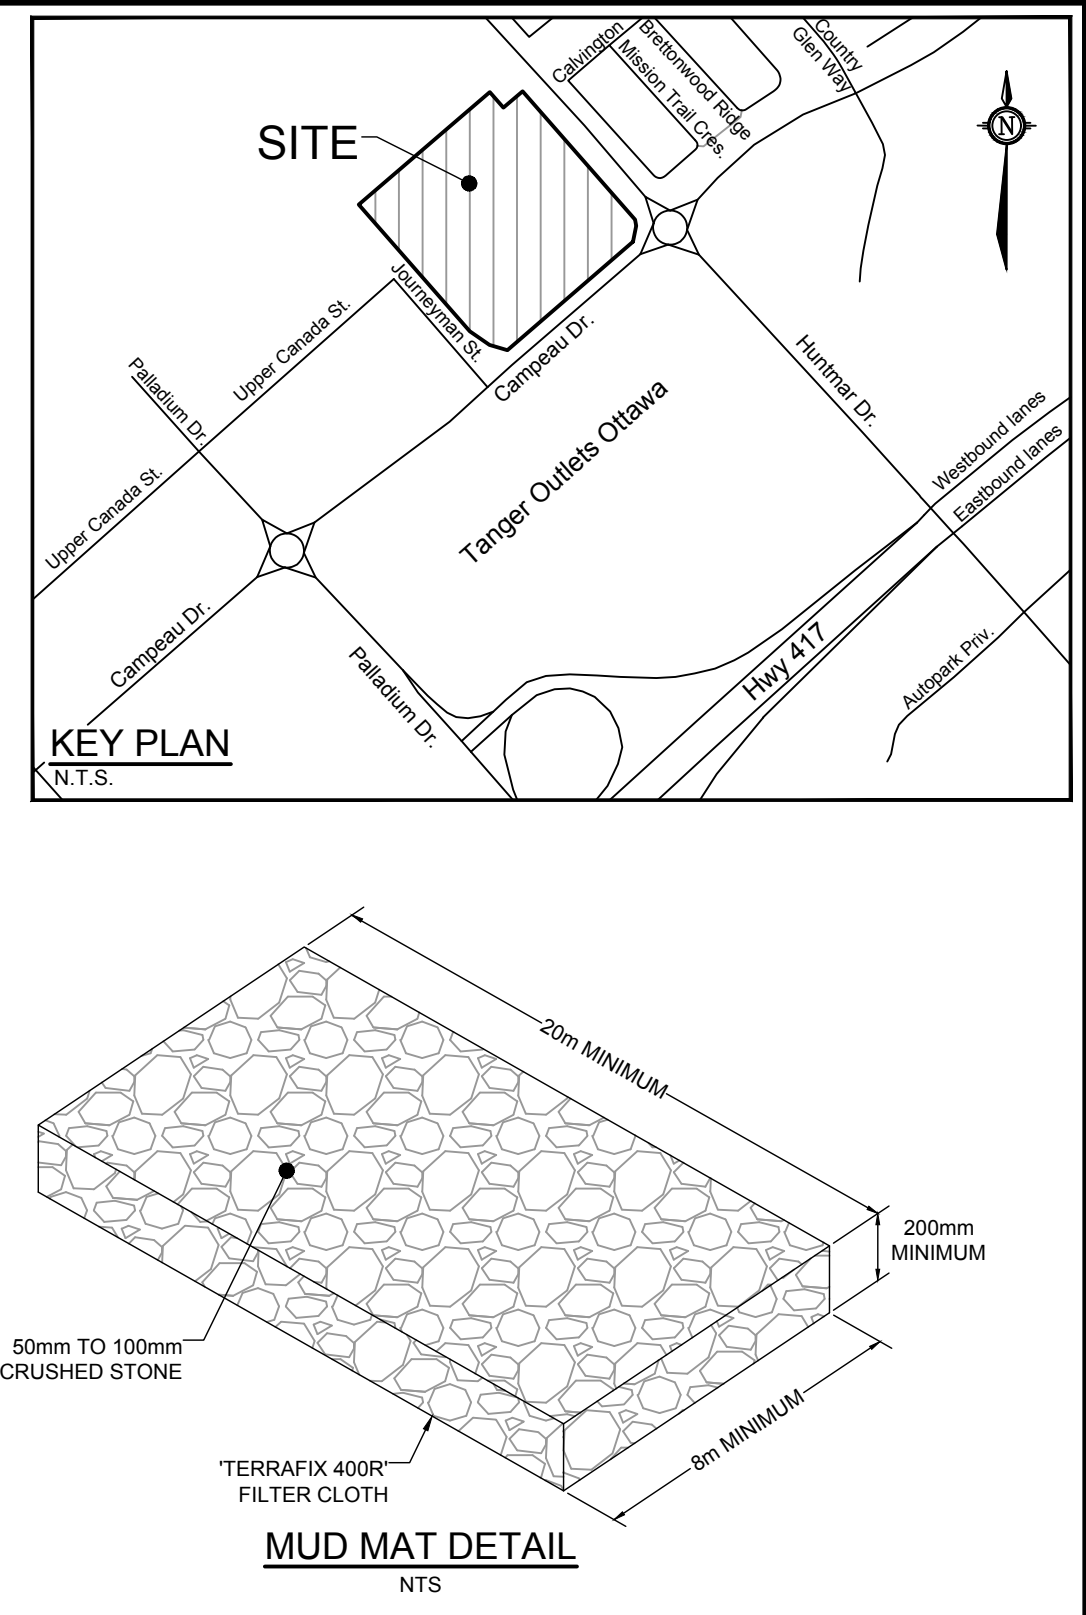 Calvington
Brettonwood Ridge
Mission Trail Cres.
Country
Glen Way
N
SITE
Journeyman St.
Upper Canada St.
Campeau Dr.
Palladium Dr.
Huntmar Dr.
Tanger Outlets Ottawa
Westbound lanes
Eastbound lanes
Upper Canada St.
Campeau Dr.
Palladium Dr.
Hwy 417
Autopark Priv.
KEY PLAN
N.T.S.
20m MINIMUM
200mm
MINIMUM
50mm TO 100mm
CRUSHED STONE
8m MINIMUM
'TERRAFIX 400R'
FILTER CLOTH
MUD MAT DETAIL
NTS